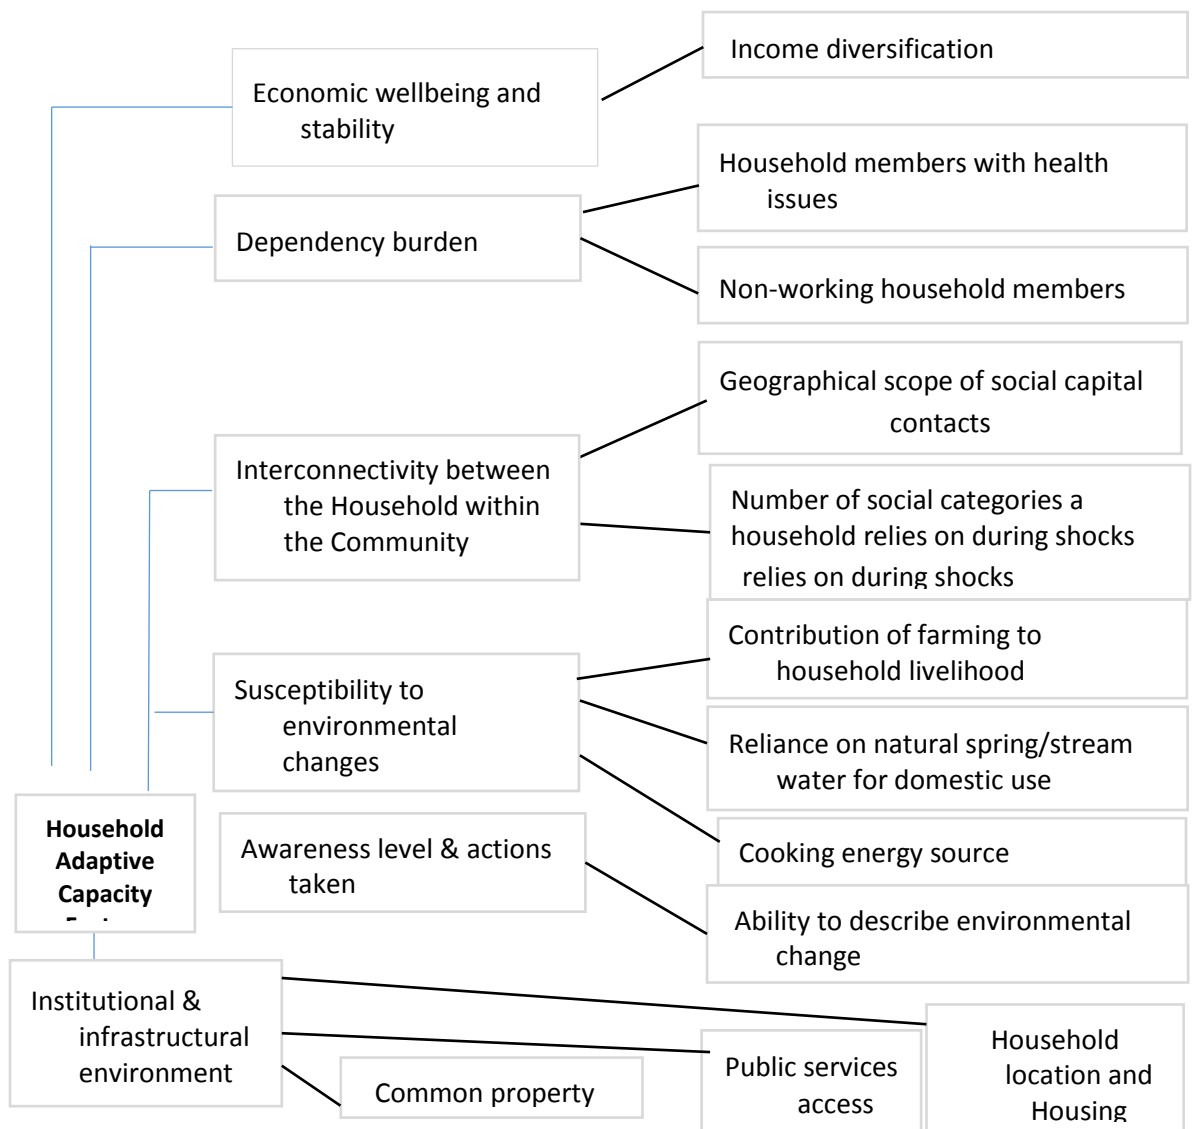 Income diversification
Economic wellbeing and
stability
Household members with health
issues
Dependency burden
Non-working household members
Geographical scope of social capital
contacts
Interconnectivity between
the Household within
the Community
Number of social categories a
household relies on during shocks
relies on during shocks
Contribution of farming to
household livelihood
Susceptibility to
environmental
changes
Reliance on natural spring/stream
water for domestic use
Household
Adaptive
Capacity
Awareness level & actions
taken
Cooking energy source
Ability to describe environmental
change
Institutional &
infrastructural
environment
Common property
Public services
access
Household
location and
Housing